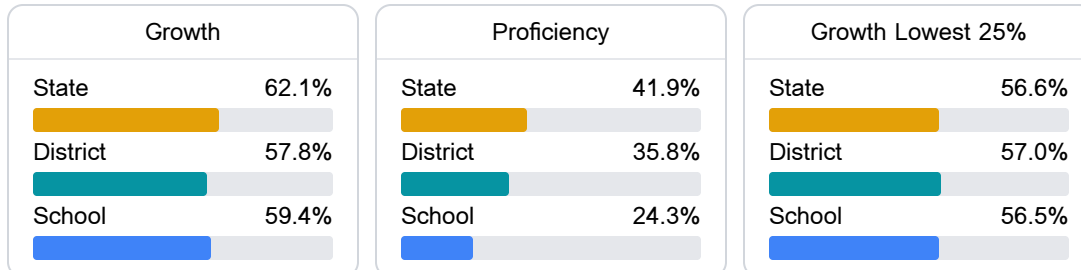 Growth
State 62.1%
District 57.8%
School 59.4%
Proficiency
State 41.9%
District 35.8%
School 24.3%
Growth Lowest 25%
State 56.6%
District 57.0%
School 56.5%